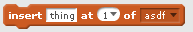 insert thing at 1 of asdf